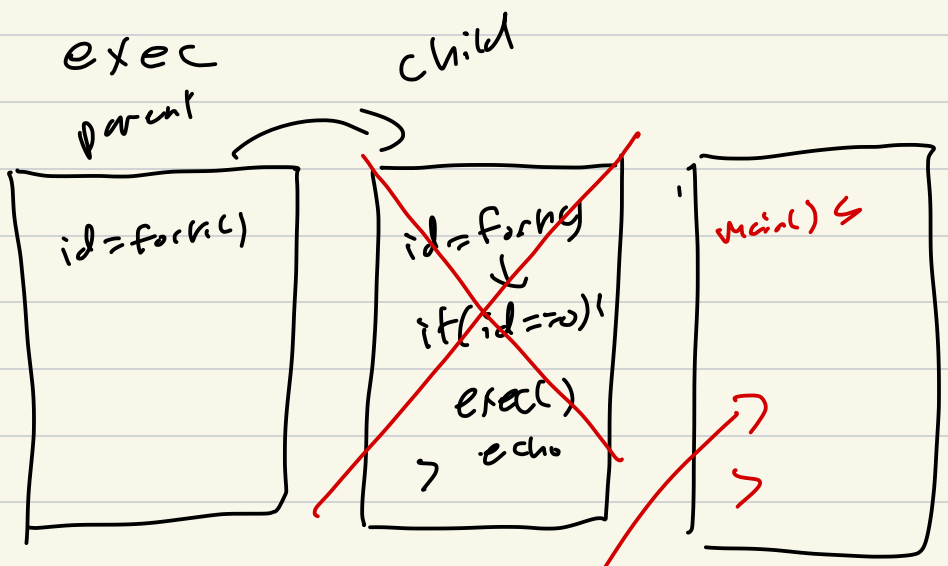 exec
parent
child
id=fork()
id=fork()
if(id==0){
exec()
echo
}
main() {
}